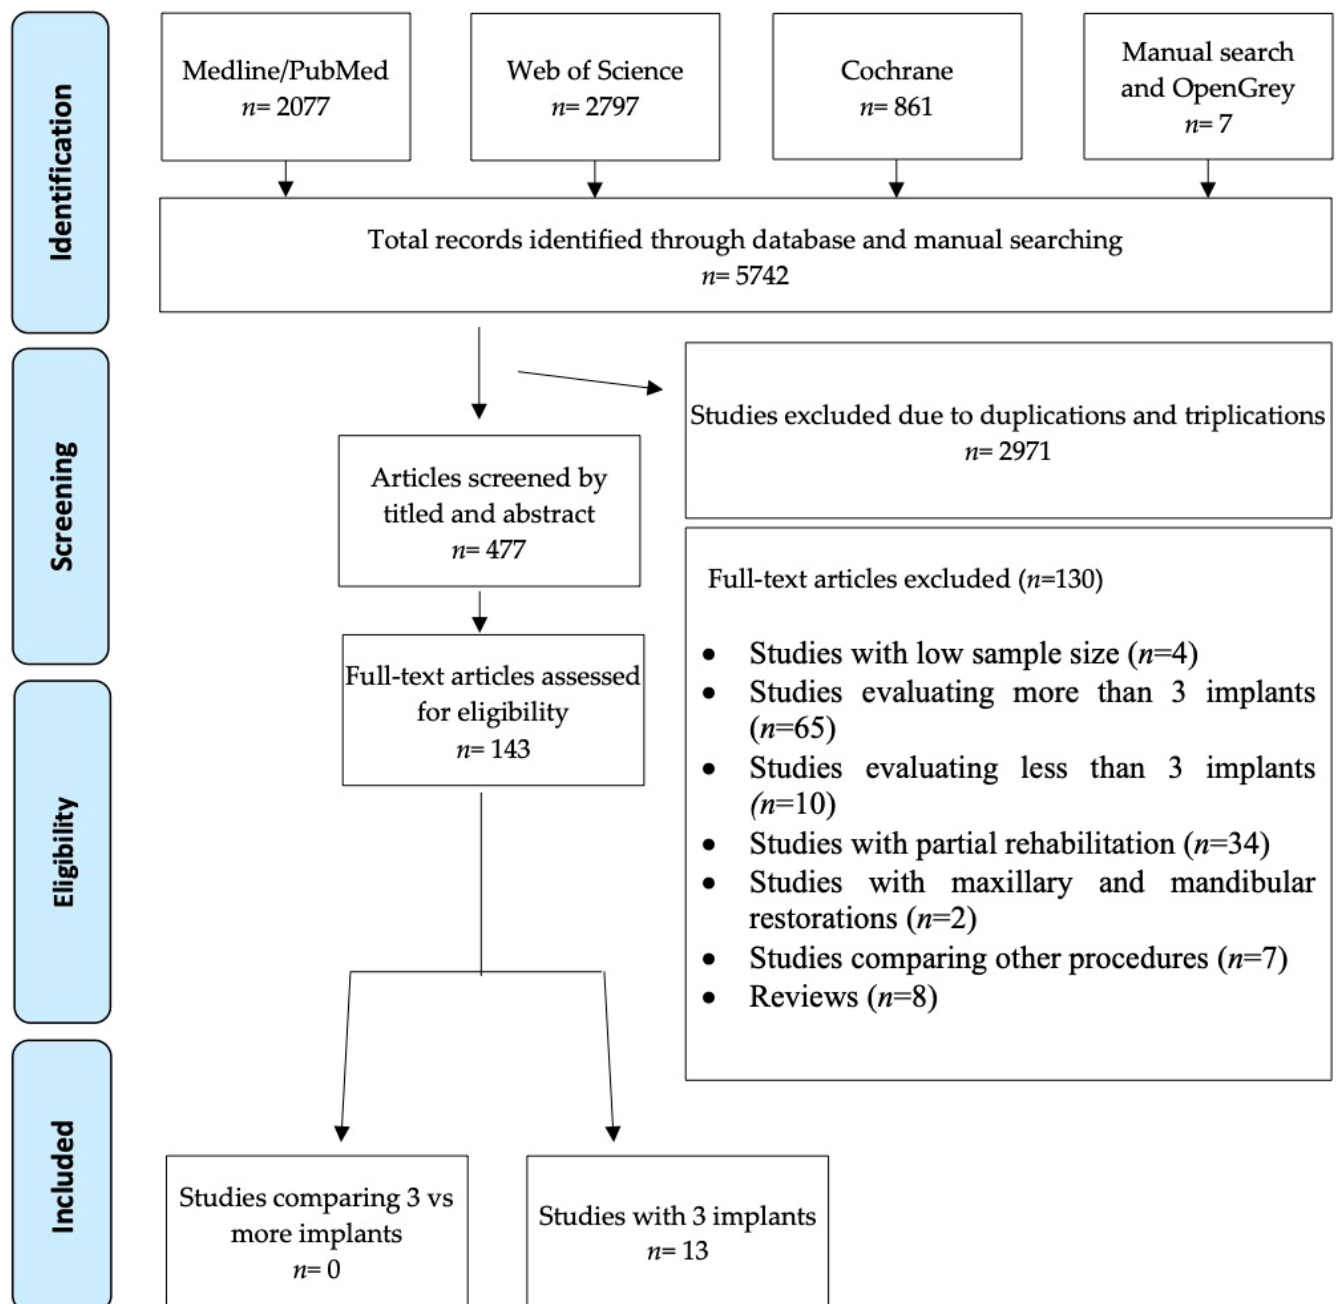 Identification
Medline/PubMed
n= 2077
Web of Science
n= 2797
Cochrane
n= 861
Manual search
and OpenGrey
n= 7
Total records identified through database and manual searching
n= 5742
Screening
Studies excluded due to duplications and triplications
n= 2971
Articles screened by
titled and abstract
n= 477
Full-text articles assessed
for eligibility
n= 143
Full-text articles excluded (n=130)
• Studies with low sample size (n=4)
• Studies evaluating more than 3 implants
(n=65)
• Studies evaluating less than 3 implants
(n=10)
• Studies with partial rehabilitation (n=34)
• Studies with maxillary and mandibular
restorations (n=2)
• Studies comparing other procedures (n=7)
• Reviews (n=8)
Eligibility
Included
Studies comparing 3 vs
more implants
n= 0
Studies with 3 implants
n= 13